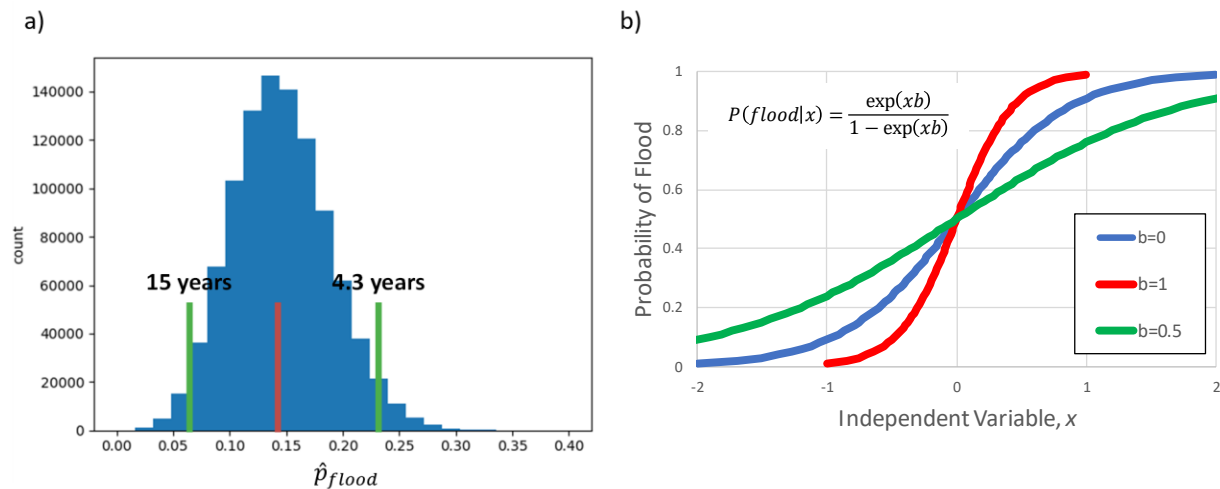 a)
140000
120000
100000
80000
60000
40000
20000
0
count
15 years
4.3 years
0.00 0.05 0.10 0.15 0.20 0.25 0.30 0.35 0.40
p̂_flood
b)
1
0.8
0.6
0.4
0.2
0
Probability of Flood
P(flood|x) = exp(xb) / 1 − exp(xb)
b=0
b=1
b=0.5
-2 -1 0 1 2
Independent Variable, x